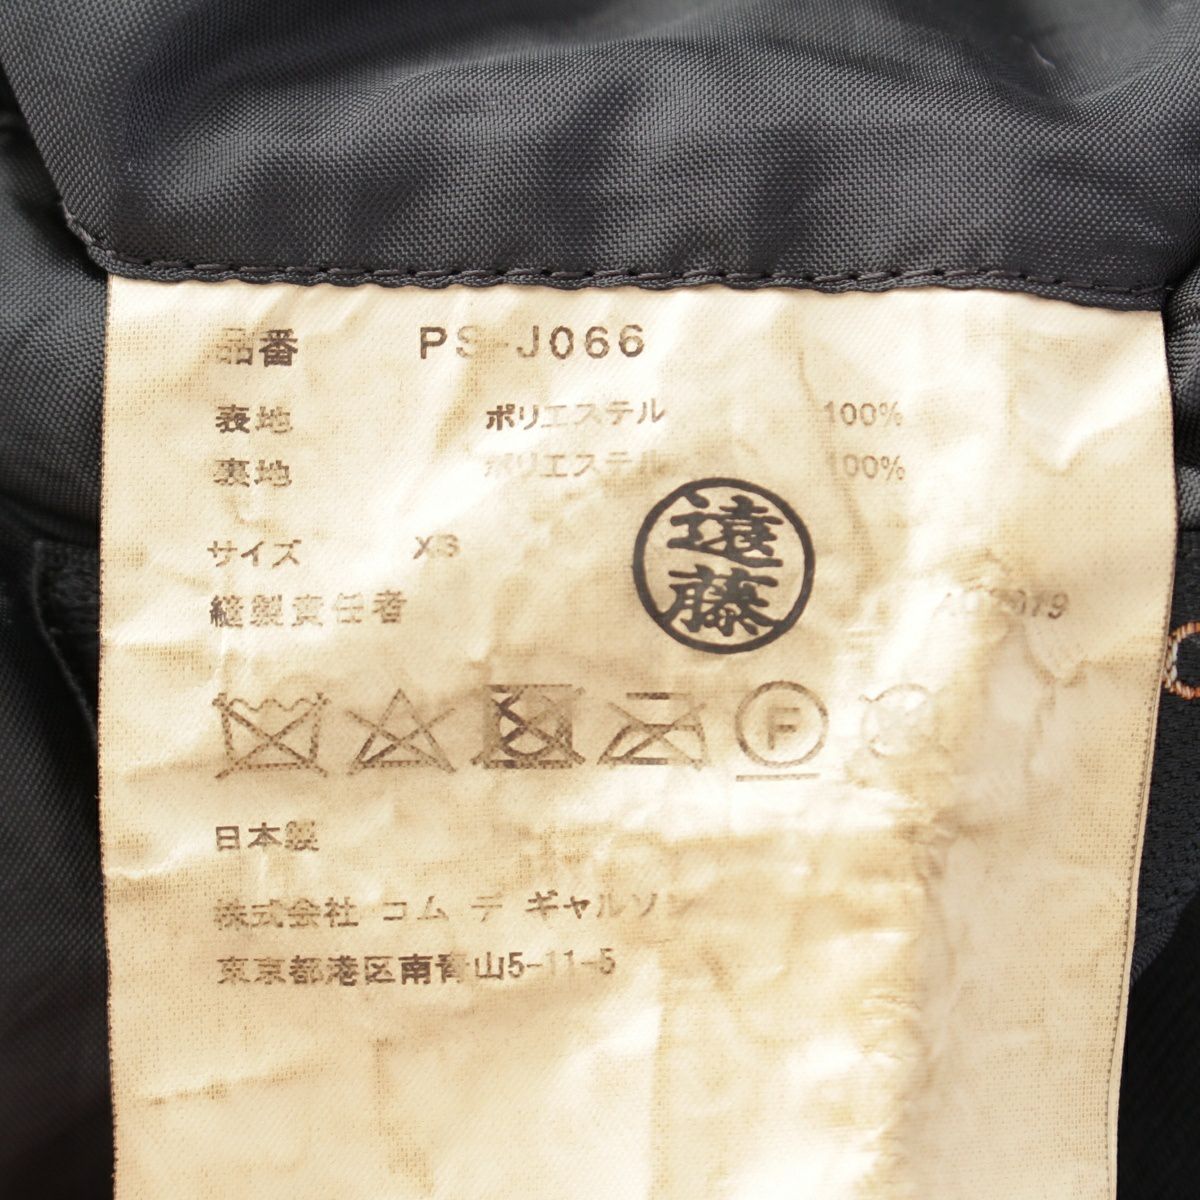 品番 PS-J066
表地 ポリエステル 100%
裏地 ポリエステル 100%
サイズ XS
縫製責任者 遠藤
F
日本製
株式会社 コム デ ギャルソン
東京都港区南青山5-11-5